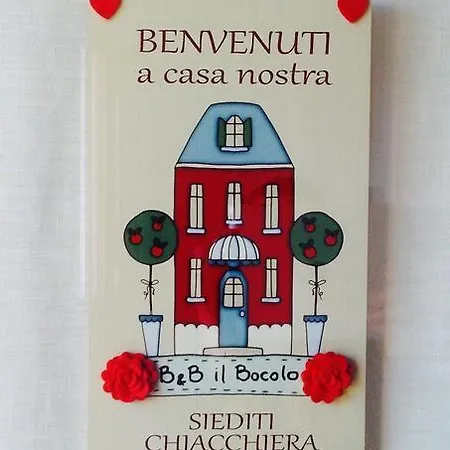 BENVENUTI
a casa nostra
B&B il Bocolo
SIEDITI
CHIACCHIERA